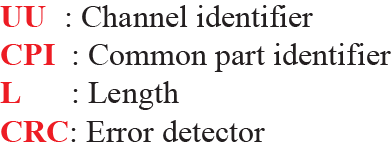 UU : Channel identifier
CPI : Common part identifier
L : Length
CRC: Error detector